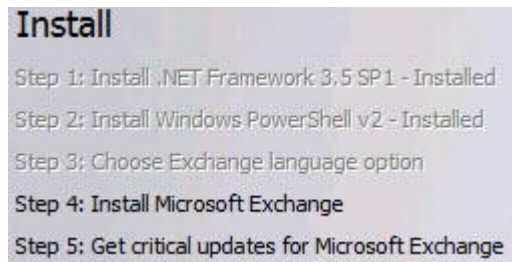 Install
Step 1: Install .NET Framework 3.5 SP1 - Installed
Step 2: Install Windows PowerShell v2 - Installed
Step 3: Choose Exchange language option
Step 4: Install Microsoft Exchange
Step 5: Get critical updates for Microsoft Exchange